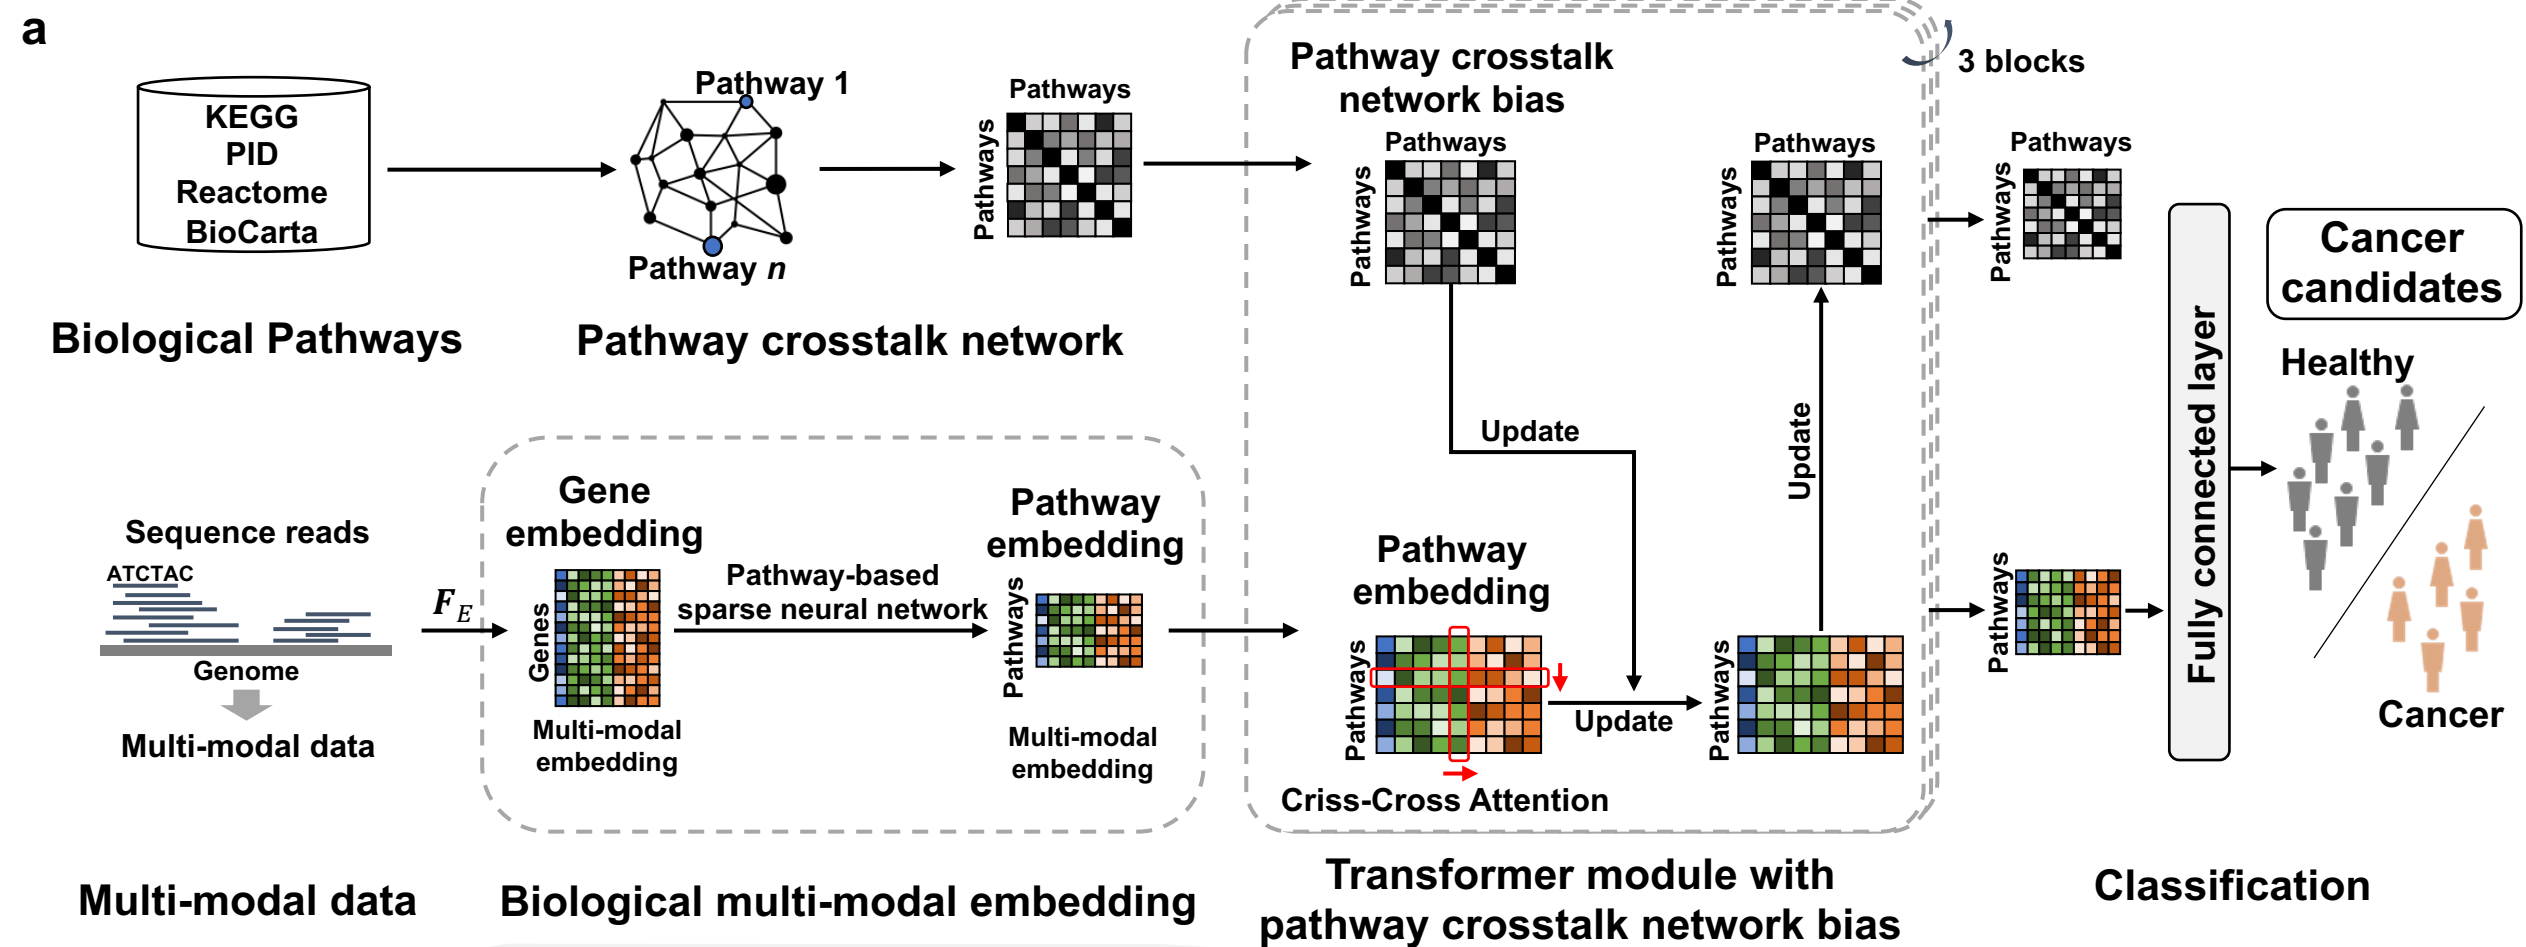 a
KEGG
PID
Reactome
BioCarta
Biological Pathways
Pathway 1
Pathway n
Pathway crosstalk network
Pathways
Pathways
Pathway crosstalk
network bias
Pathways
Pathways
Pathways
Pathways
Update
Update
3 blocks
Pathways
Pathways
Sequence reads
ATCTAC
Genome
Multi-modal data
Multi-modal data
F_E
Gene
embedding
Genes
Multi-modal
embedding
Pathway-based
sparse neural network
Pathway
embedding
Pathways
Multi-modal
embedding
Biological multi-modal embedding
Pathway
embedding
Pathways
Criss-Cross Attention
Update
Pathways
Transformer module with
pathway crosstalk network bias
Pathways
Fully connected layer
Cancer
candidates
Healthy
Cancer
Classification